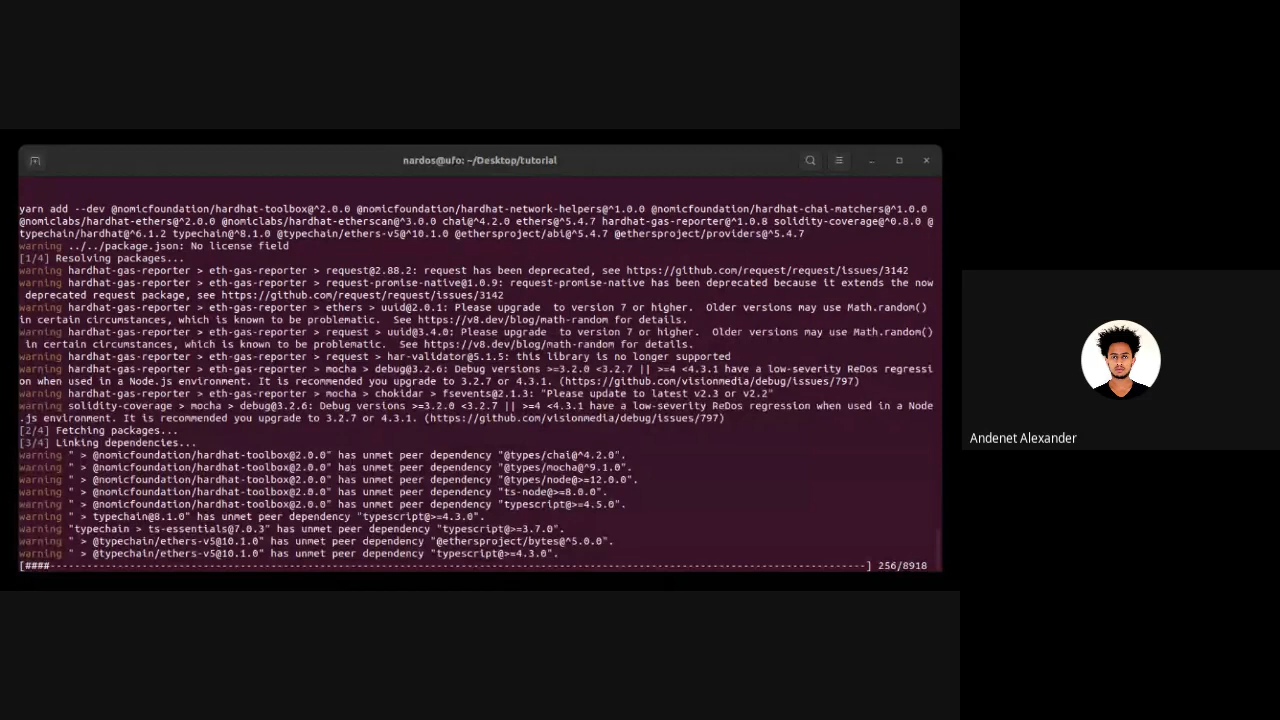 nardos@ufo: ~/Desktop/tutorial
yarn add --dev @nomicfoundation/hardhat-toolbox@^2.0.0 @nomicfoundation/hardhat-network-helpers@^1.0.0 @nomicfoundation/hardhat-chai-matchers@^1.0.0
@nomiclabs/hardhat-ethers@^2.0.0 @nomiclabs/hardhat-etherscan@^3.0.0 chai@^4.2.0 ethers@^5.4.7 hardhat-gas-reporter@^1.0.8 solidity-coverage@^0.8.0 @
typechain/hardhat@^6.1.2 typechain@^8.1.0 @typechain/ethers-v5@^10.1.0 @ethersproject/abi@^5.4.7 @ethersproject/providers@^5.4.7
warning ../../package.json: No license field
[1/4] Resolving packages...
warning hardhat-gas-reporter > eth-gas-reporter > request@2.88.2: request has been deprecated, see https://github.com/request/request/issues/3142
warning hardhat-gas-reporter > eth-gas-reporter > request-promise-native@1.0.9: request-promise-native has been deprecated because it extends the now
deprecated request package, see https://github.com/request/request/issues/3142
warning hardhat-gas-reporter > eth-gas-reporter > ethers > uuid@2.0.1: Please upgrade  to version 7 or higher.  Older versions may use Math.random()
in certain circumstances, which is known to be problematic.  See https://v8.dev/blog/math-random for details.
warning hardhat-gas-reporter > eth-gas-reporter > request > uuid@3.4.0: Please upgrade  to version 7 or higher.  Older versions may use Math.random()
in certain circumstances, which is known to be problematic.  See https://v8.dev/blog/math-random for details.
warning hardhat-gas-reporter > eth-gas-reporter > request > har-validator@5.1.5: this library is no longer supported
warning hardhat-gas-reporter > eth-gas-reporter > mocha > debug@3.2.6: Debug versions >=3.2.0 <3.2.7 || >=4 <4.3.1 have a low-severity ReDos regressi
on when used in a Node.js environment. It is recommended you upgrade to 3.2.7 or 4.3.1. (https://github.com/visionmedia/debug/issues/797)
warning hardhat-gas-reporter > eth-gas-reporter > mocha > chokidar > fsevents@2.1.3: "Please update to latest v2.3 or v2.2"
warning solidity-coverage > mocha > debug@3.2.6: Debug versions >=3.2.0 <3.2.7 || >=4 <4.3.1 have a low-severity ReDos regression when used in a Node
.js environment. It is recommended you upgrade to 3.2.7 or 4.3.1. (https://github.com/visionmedia/debug/issues/797)
[2/4] Fetching packages...
[3/4] Linking dependencies...
warning " > @nomicfoundation/hardhat-toolbox@2.0.0" has unmet peer dependency "@types/chai@^4.2.0".
warning " > @nomicfoundation/hardhat-toolbox@2.0.0" has unmet peer dependency "@types/mocha@^9.1.0".
warning " > @nomicfoundation/hardhat-toolbox@2.0.0" has unmet peer dependency "@types/node@>=12.0.0".
warning " > @nomicfoundation/hardhat-toolbox@2.0.0" has unmet peer dependency "ts-node@>=8.0.0".
warning " > @nomicfoundation/hardhat-toolbox@2.0.0" has unmet peer dependency "typescript@>=4.5.0".
warning " > typechain@8.1.0" has unmet peer dependency "typescript@>=4.3.0".
warning "typechain > ts-essentials@7.0.3" has unmet peer dependency "typescript@>=3.7.0".
warning " > @typechain/ethers-v5@10.1.0" has unmet peer dependency "@ethersproject/bytes@^5.0.0".
warning " > @typechain/ethers-v5@10.1.0" has unmet peer dependency "typescript@>=4.3.0".
[####---------------------------------------------------------------------------------------------------------------------------------------] 256/8918
Andenet Alexander